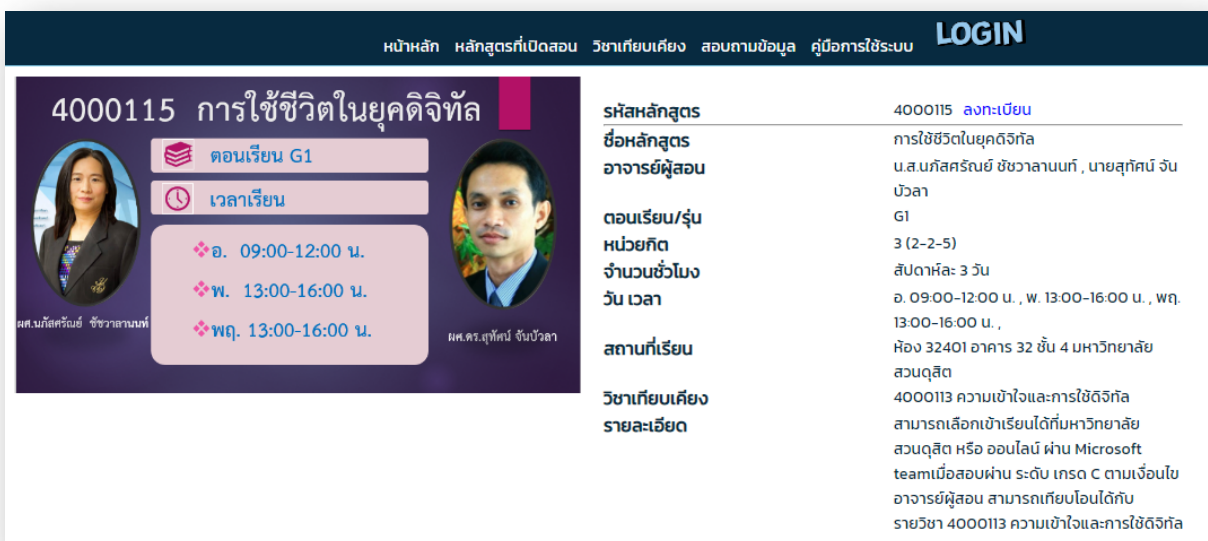 หน้าหลัก หลักสูตรที่เปิดสอน วิชาเทียบเคียง สอบถามข้อมูล คู่มือการใช้ระบบ LOGIN
4000115 การใช้ชีวิตในยุคดิจิทัล
ตอนเรียน G1
เวลาเรียน
❖อ. 09:00-12:00 น.
❖พ. 13:00-16:00 น.
❖พฤ. 13:00-16:00 น.
ผศ.นภัสศรัณย์ ชัชวาลานนท์
ผศ.ดร.สุทัศน์ จันบัวลา
รหัสหลักสูตร 4000115 ลงทะเบียน
ชื่อหลักสูตร การใช้ชีวิตในยุคดิจิทัล
อาจารย์ผู้สอน น.ส.นภัสศรัณย์ ชัชวาลานนท์ , นายสุทัศน์ จัน
บัวลา
ตอนเรียน/รุ่น G1
หน่วยกิต 3 (2-2-5)
จำนวนชั่วโมง สัปดาห์ละ 3 วัน
วัน เวลา อ. 09:00-12:00 น. , พ. 13:00-16:00 น. , พฤ.
13:00-16:00 น. ,
สถานที่เรียน ห้อง 32401 อาคาร 32 ชั้น 4 มหาวิทยาลัย
สวนดุสิต
วิชาเทียบเคียง 4000113 ความเข้าใจและการใช้ดิจิทัล
รายละเอียด สามารถเลือกเข้าเรียนได้ที่มหาวิทยาลัย
สวนดุสิต หรือ ออนไลน์ ผ่าน Microsoft
teamเมื่อสอบผ่าน ระดับ เกรด C ตามเงื่อนไข
อาจารย์ผู้สอน สามารถเทียบโอนได้กับ
รายวิชา 4000113 ความเข้าใจและการใช้ดิจิทัล